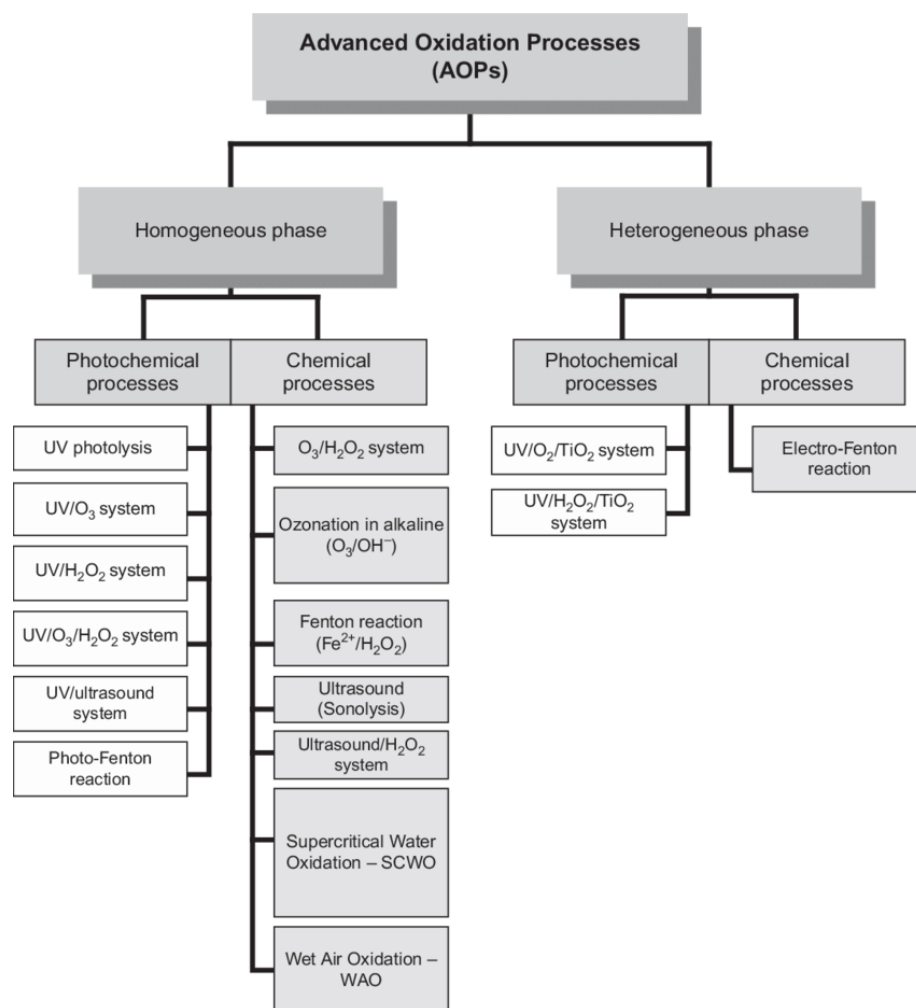 Advanced Oxidation Processes
(AOPs)
Homogeneous phase
Heterogeneous phase
Photochemical
processes
Chemical
processes
Photochemical
processes
Chemical
processes
UV photolysis
UV/O₃ system
UV/H₂O₂ system
UV/O₃/H₂O₂ system
UV/ultrasound
system
Photo-Fenton
reaction
O₃/H₂O₂ system
Ozonation in alkaline
(O₃/OH⁻)
Fenton reaction
(Fe²⁺/H₂O₂)
Ultrasound
(Sonolysis)
Ultrasound/H₂O₂
system
Supercritical Water
Oxidation – SCWO
Wet Air Oxidation –
WAO
UV/O₂/TiO₂ system
UV/H₂O₂/TiO₂
system
Electro-Fenton
reaction